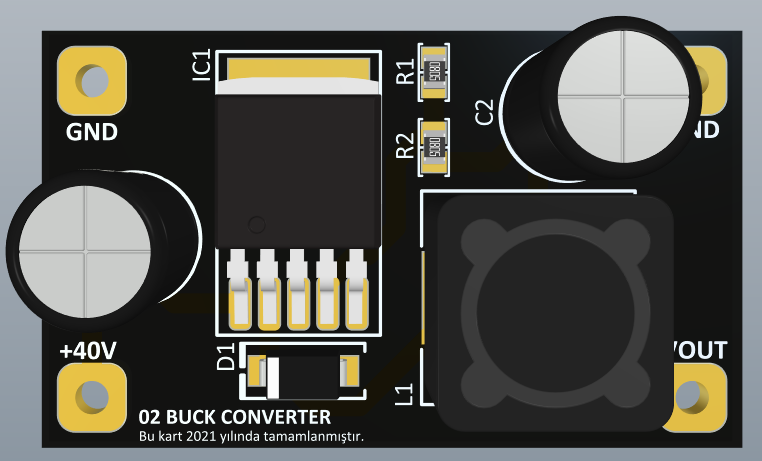 IC1
R1
C2
GND
ND
R2
+40V
D1
VOUT
L1
02 BUCK CONVERTER
Bu kart 2021 yılında tamamlanmıştır.